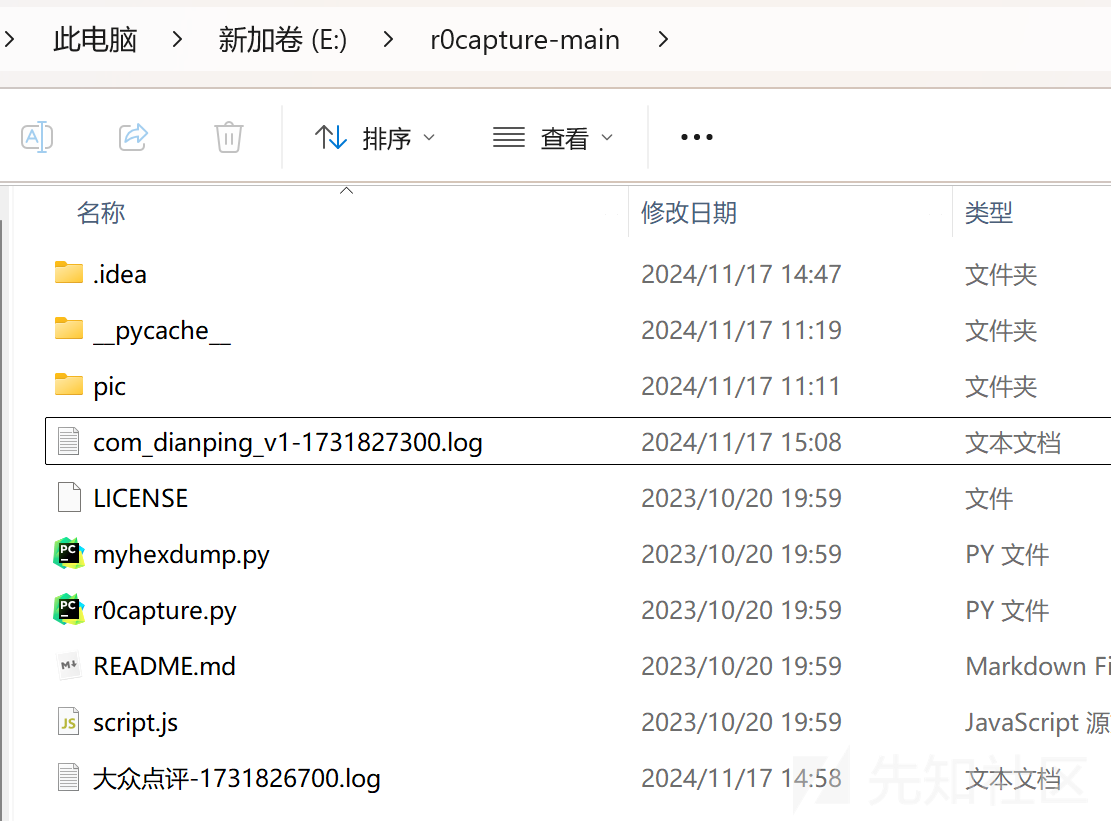 此电脑 新加卷 (E:) r0capture-main
排序 查看
名称 修改日期 类型
.idea 2024/11/17 14:47 文件夹
__pycache__ 2024/11/17 11:19 文件夹
pic 2024/11/17 11:11 文件夹
com_dianping_v1-1731827300.log 2024/11/17 15:08 文本文档
LICENSE 2023/10/20 19:59 文件
myhexdump.py 2023/10/20 19:59 PY 文件
r0capture.py 2023/10/20 19:59 PY 文件
README.md 2023/10/20 19:59 Markdown Fi
script.js 2023/10/20 19:59 JavaScript 源
大众点评-1731826700.log 2024/11/17 14:58 文本文档
先知社区